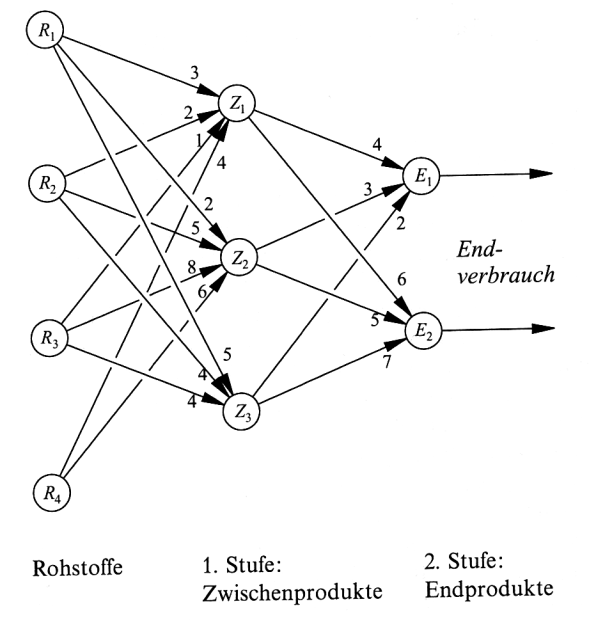 R₁
3
Z₁
2
1
4
4
R₂
E₁
3
2
2
5
End-
verbrauch
Z₂
8
6
6
5
E₂
R₃
5
7
4
4
Z₃
R₄
Rohstoffe
1. Stufe:
Zwischenprodukte
2. Stufe:
Endprodukte